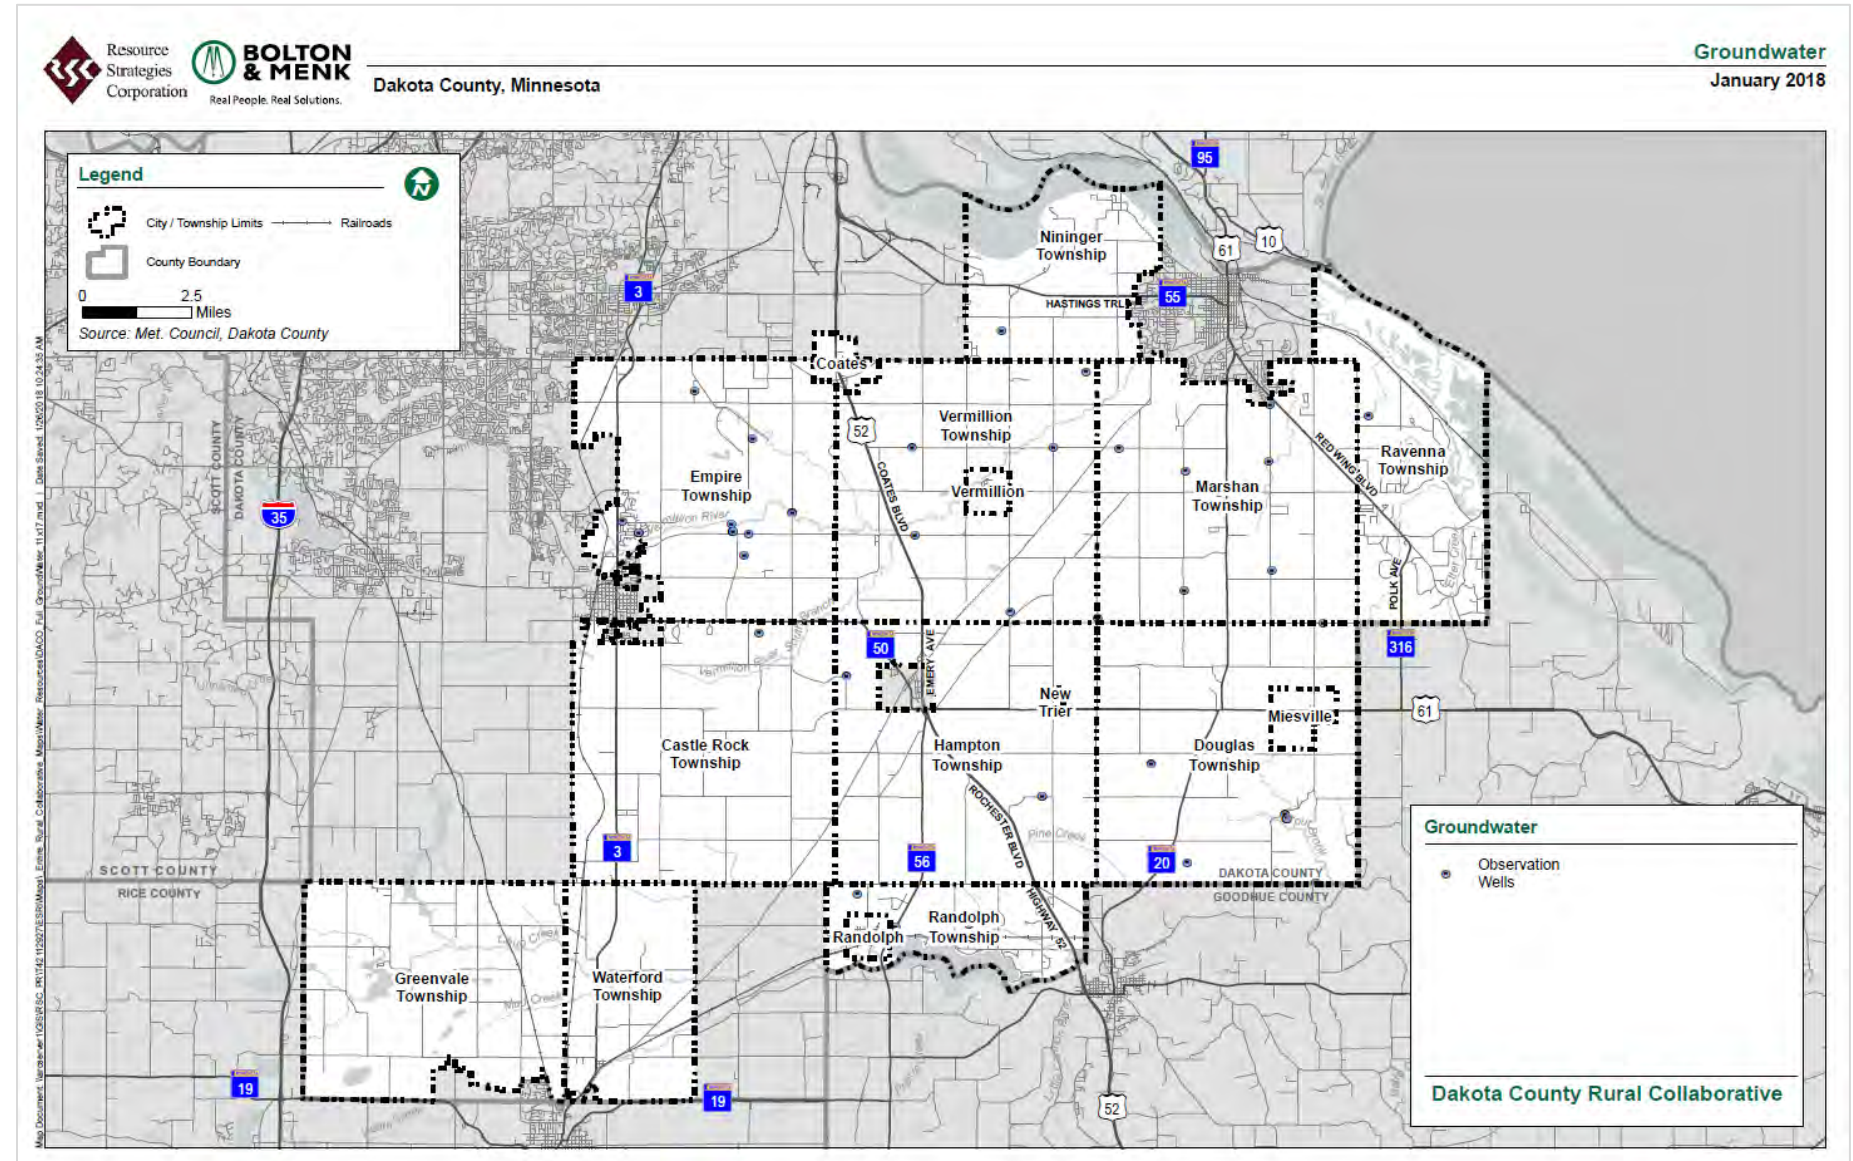 Resource
Strategies
Corporation
BOLTON
& MENK
Real People. Real Solutions.
Dakota County, Minnesota
Groundwater
January 2018
Legend
City / Township Limits
Railroads
County Boundary
0 2.5
Miles
Source: Met. Council, Dakota County
95
61
10
Nininger
Township
3
HASTINGS TRL
55
Coates
52
Vermillion
Township
COATES BLVD
Vermillion
Empire
Township
Vermillion River
Marshan
Township
RED WING BLVD
Ravenna
Township
SCOTT COUNTY
DAKOTA COUNTY
35
POLK AVE
316
50
EMERY AVE
New
Trier
Miesville
61
Castle Rock
Township
Hampton
Township
Douglas
Township
ROCHESTER BLVD
Pine Creek
3
56
20
SCOTT COUNTY
RICE COUNTY
DAKOTA COUNTY
GOODHUE COUNTY
HIGHWAY 52
Randolph
Randolph
Township
Greenvale
Township
Waterford
Township
19
19
52
Groundwater
Observation
Wells
Dakota County Rural Collaborative